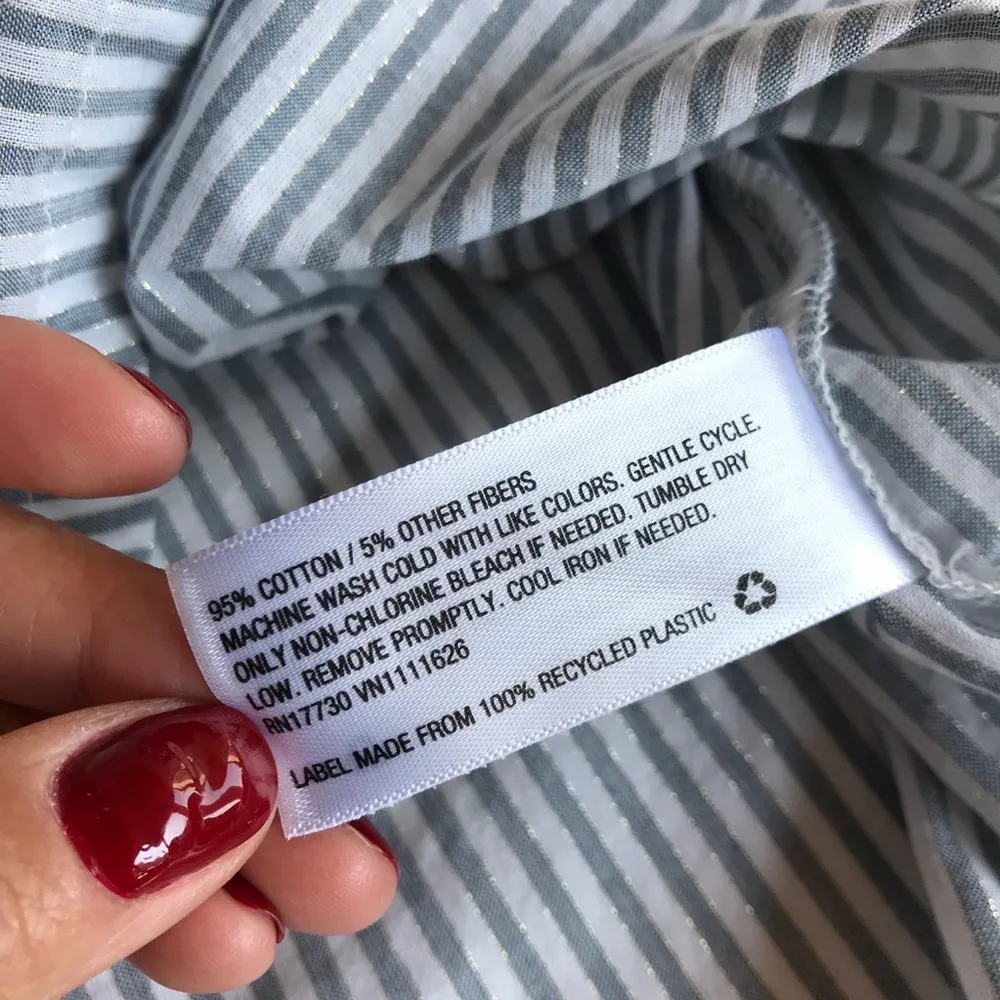 95% COTTON / 5% OTHER FIBERS
MACHINE WASH COLD WITH LIKE COLORS. GENTLE CYCLE.
ONLY NON-CHLORINE BLEACH IF NEEDED. TUMBLE DRY
LOW. REMOVE PROMPTLY. COOL IRON IF NEEDED.
RN17730 VN1111626
LABEL MADE FROM 100% RECYCLED PLASTIC